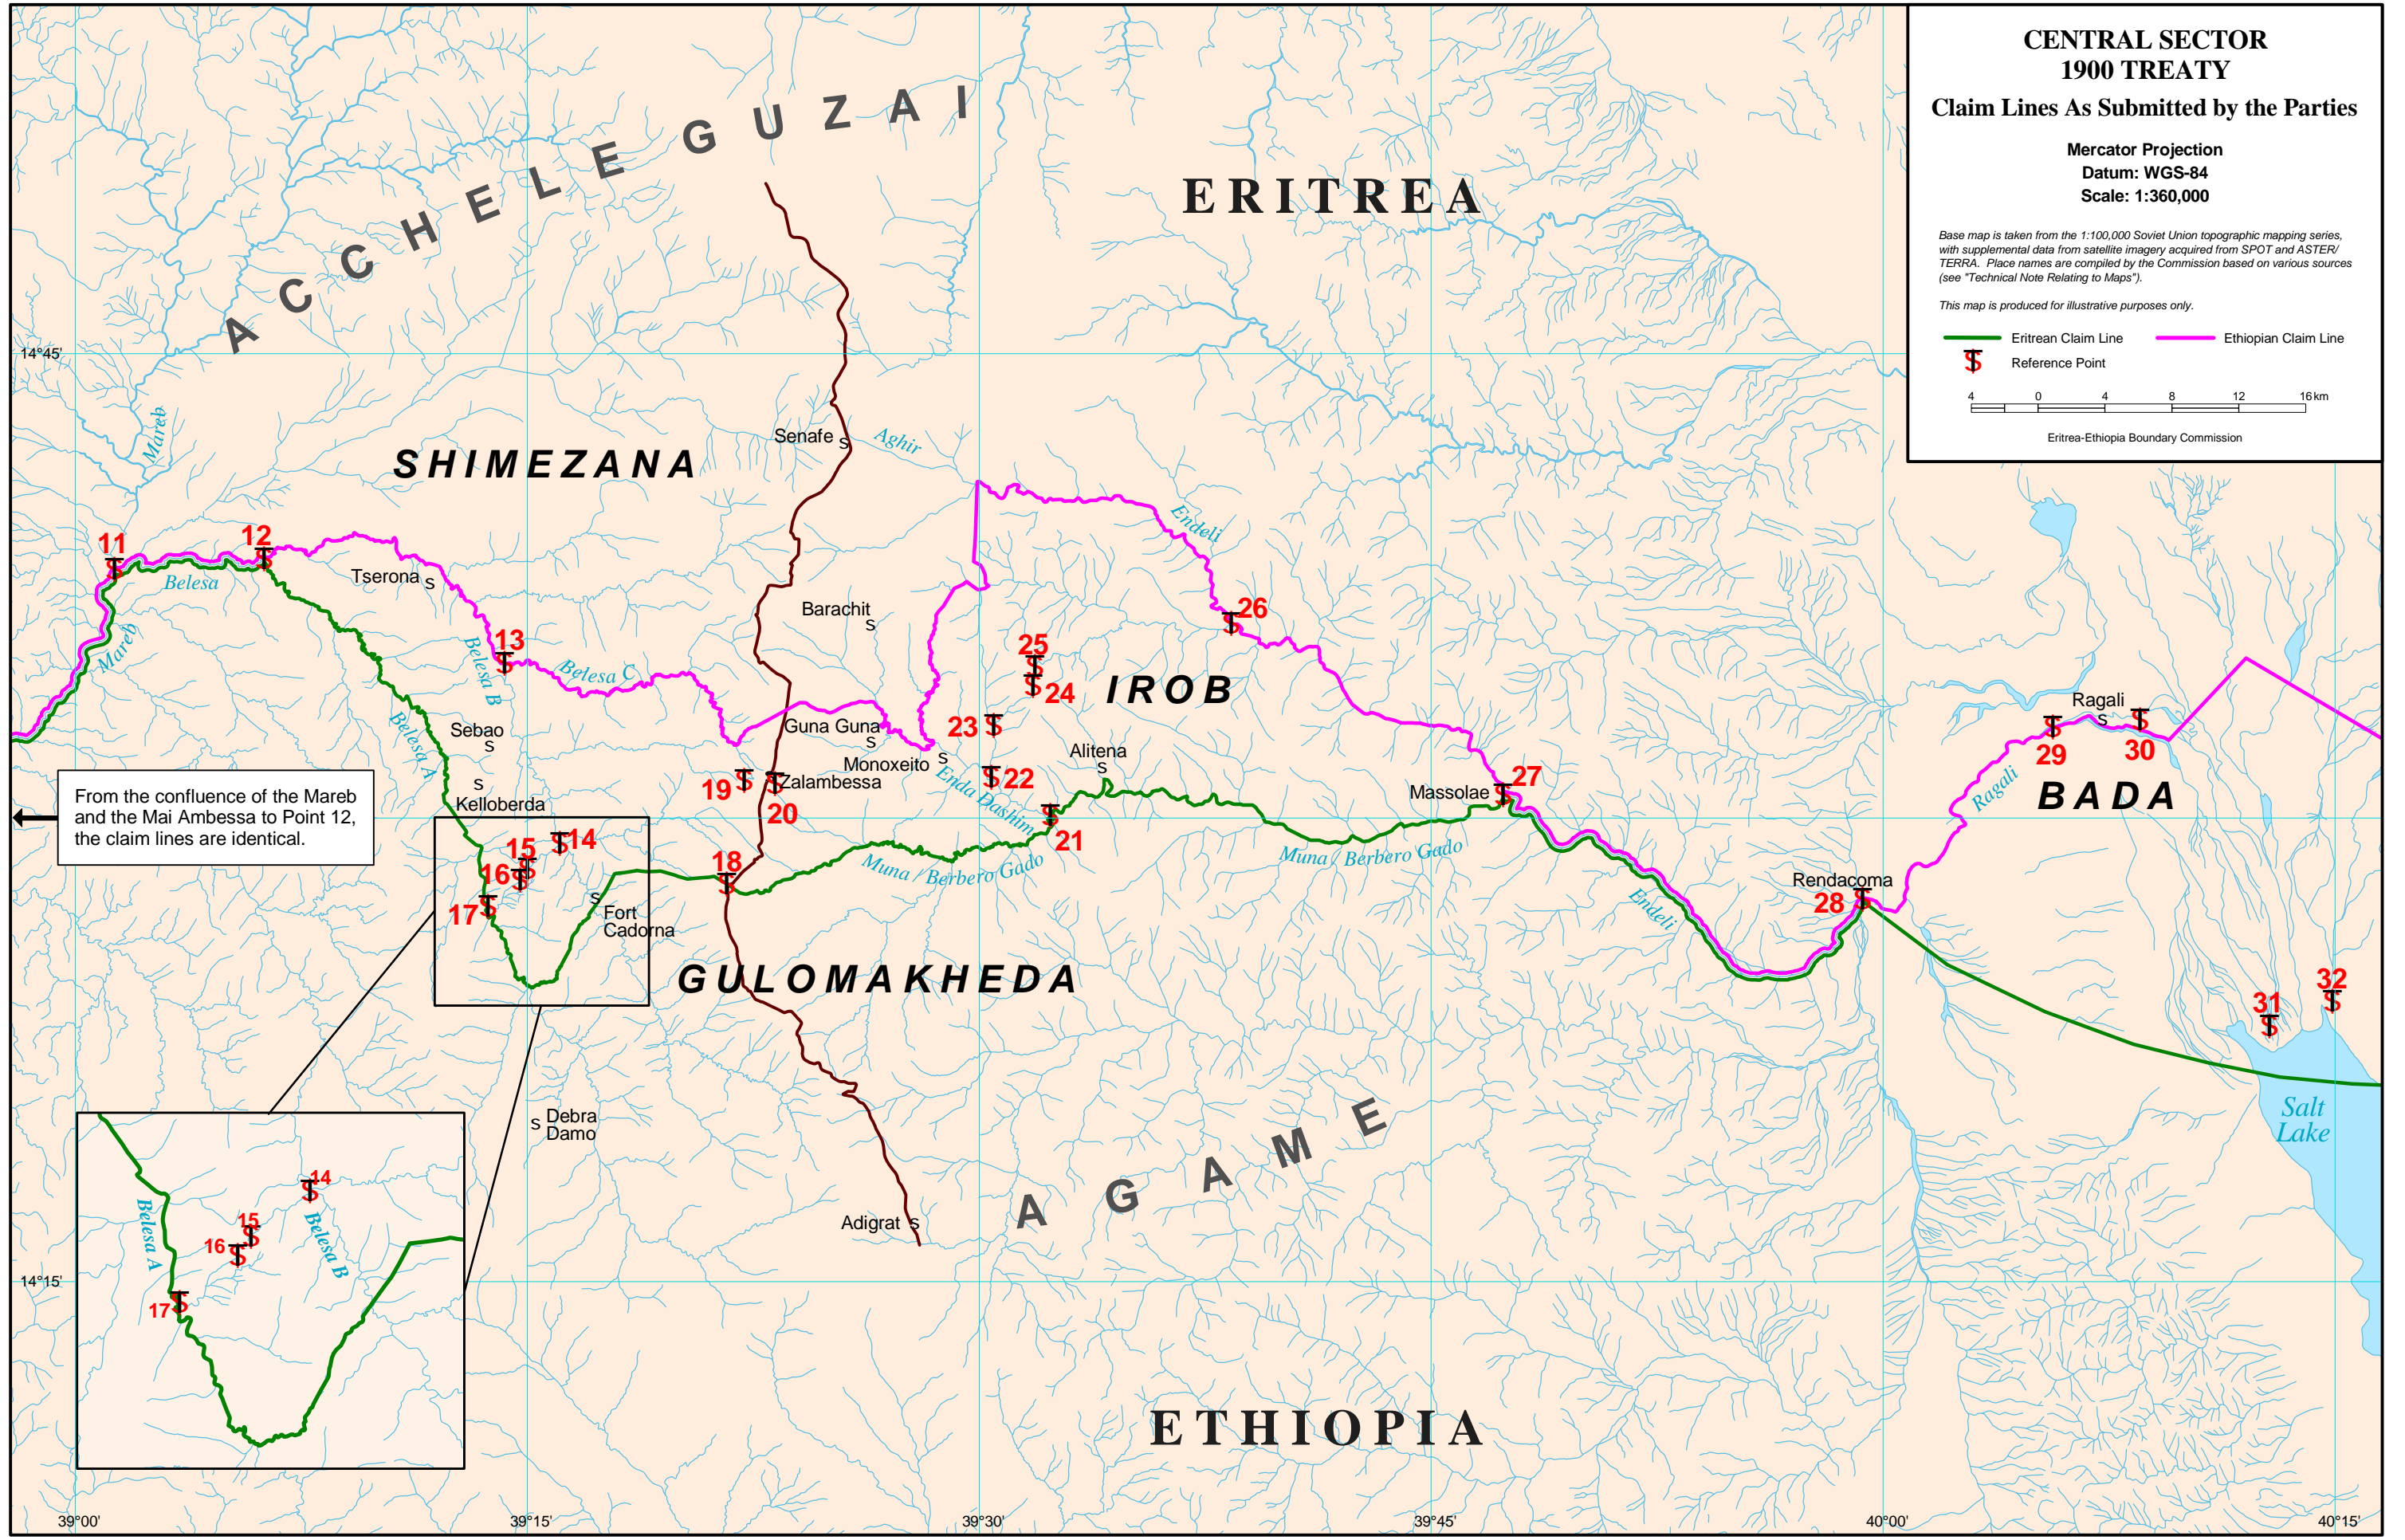 CENTRAL SECTOR
1900 TREATY
Claim Lines As Submitted by the Parties
Mercator Projection
Datum: WGS-84
Scale: 1:360,000
Base map is taken from the 1:100,000 Soviet Union topographic mapping series,
with supplemental data from satellite imagery acquired from SPOT and ASTER/
TERRA. Place names are compiled by the Commission based on various sources
(see "Technical Note Relating to Maps").
This map is produced for illustrative purposes only.
Eritrean Claim Line
Ethiopian Claim Line
S
Reference Point
4 0 4 8 12 16 km
Eritrea-Ethiopia Boundary Commission
ACCHELE GUZAI
ERITREA
14°45'
Mareb
SHIMEZANA
Senafe S
Aghir
Endeli
11
S
12
S
Belesa
Tserona S
Mareb
13
S
Belesa B
Belesa C
Barachit
S
26
S
25
S
24
S
IROB
23 S
Belesa A
Sebao
S
Guna Guna
S
Monoxeito S
Alitena
S
22
S
Enda Dashim
Kelloberda
S
19 S
20
S
Zalambessa
21
S
Massolae
27
S
Ragali
S
29
S
30
S
Ragali
BADA
From the confluence of the Mareb
and the Mai Ambessa to Point 12,
the claim lines are identical.
14
S
15
S
16 S
17 S
S
Fort
Cadorna
18
S
Muna / Berbero Gado
Muna / Berbero Gado
Endeli
Rendacoma
28 S
GULOMAKHEDA
31
S
32
S
Salt
Lake
S Debra
Damo
AGAME
Adigrat S
Belesa A
14
S
15
S
16 S
Belesa B
17 S
14°15'
ETHIOPIA
39°00'
39°15'
39°30'
39°45'
40°00'
40°15'